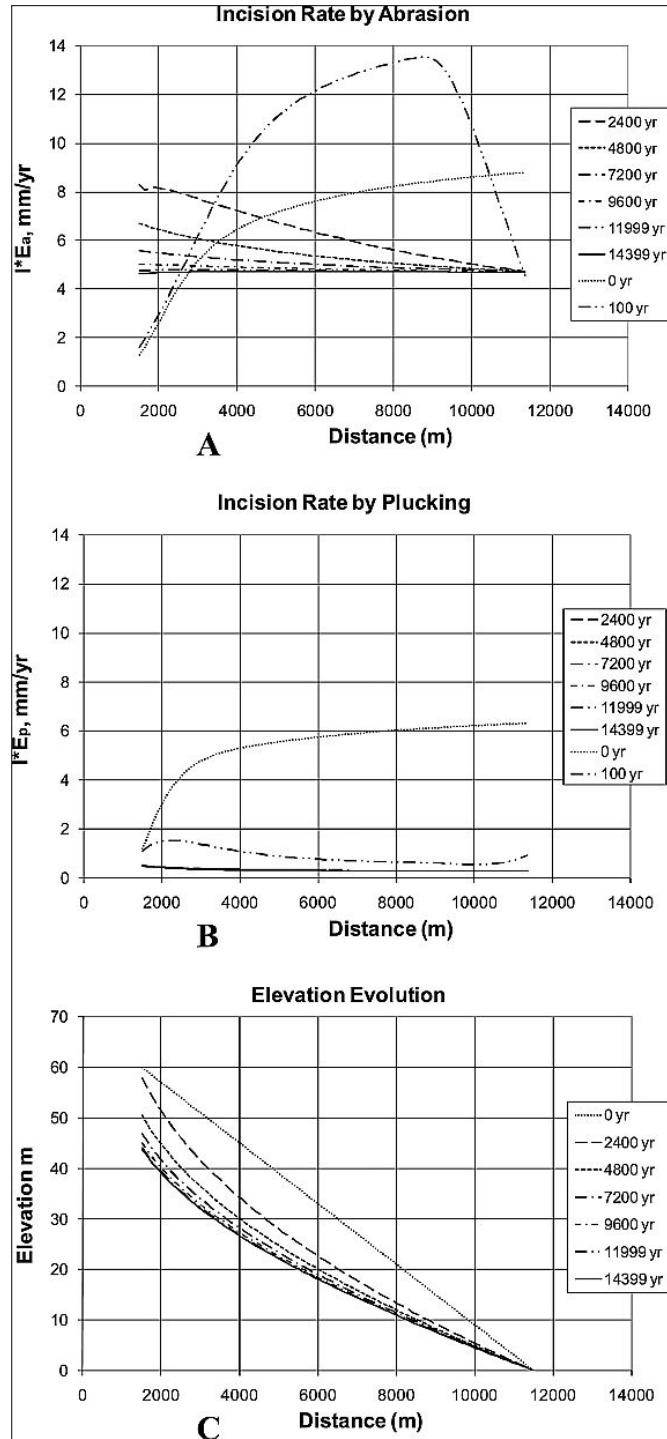 Incision Rate by Abrasion
14
12
10
8
6
4
2
0
I*Ea, mm/yr
0 2000 4000 6000 8000 10000 12000 14000
Distance (m)
A
2400 yr
4800 yr
7200 yr
9600 yr
11999 yr
14399 yr
0 yr
100 yr
Incision Rate by Plucking
14
12
10
8
6
4
2
0
I*Ep, mm/yr
0 2000 4000 6000 8000 10000 12000 14000
Distance (m)
B
2400 yr
4800 yr
7200 yr
9600 yr
11999 yr
14399 yr
0 yr
100 yr
Elevation Evolution
70
60
50
40
30
20
10
0
Elevation m
0 2000 4000 6000 8000 10000 12000 14000
Distance (m)
C
0 yr
2400 yr
4800 yr
7200 yr
9600 yr
11999 yr
14399 yr